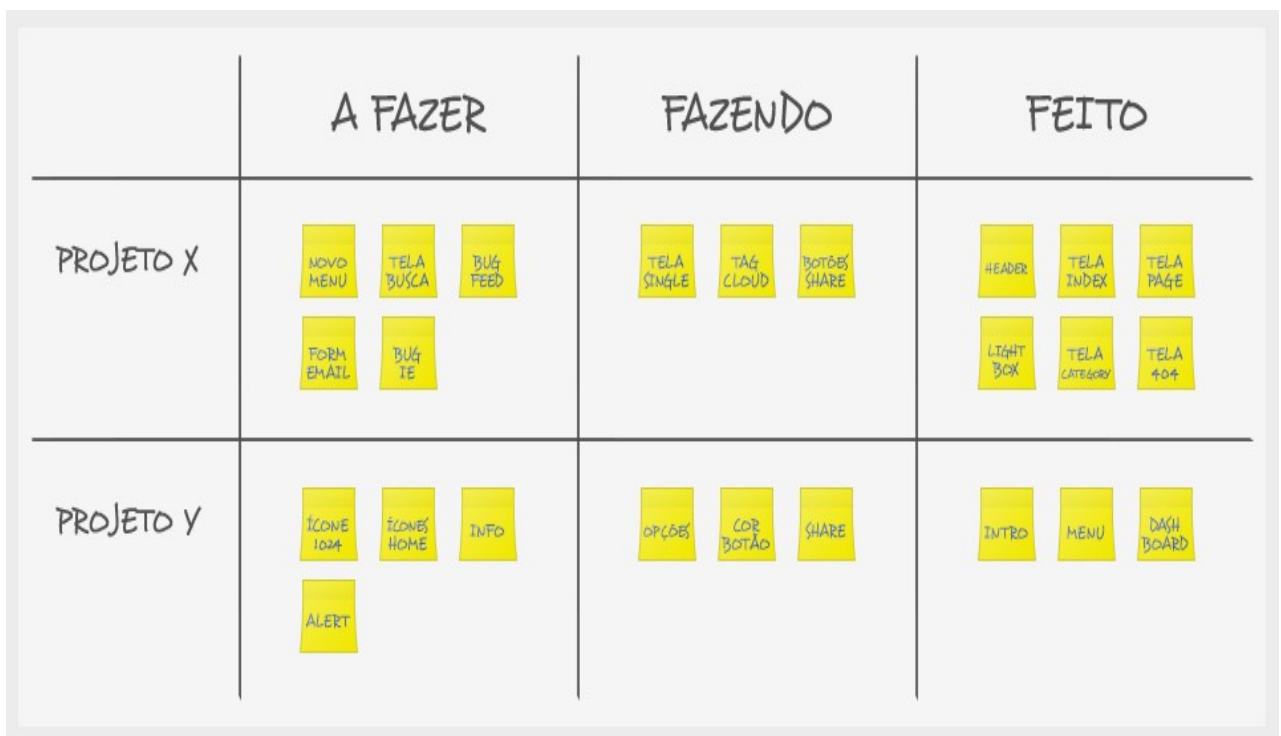 A FAZER
FAZENDO
FEITO
PROJETO X
NOVO
MENU
TELA
BUSCA
BUG
FEED
FORM
EMAIL
BUG
IE
TELA
SINGLE
TAG
CLOUD
BOTÕES
SHARE
HEADER
TELA
INDEX
TELA
PAGE
LIGHT
BOX
TELA
CATEGORY
TELA
404
PROJETO Y
ÍCONE
1024
ÍCONES
HOME
INFO
ALERT
OPÇÕES
COR
BOTÃO
SHARE
INTRO
MENU
DASH
BOARD